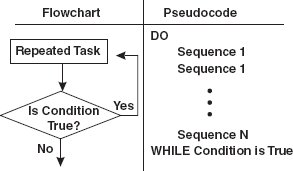 Flowchart
Pseudocode
Repeated Task
Is Condition
True?
Yes
No
DO
Sequence 1
Sequence 1
•
•
•
Sequence N
WHILE Condition is True